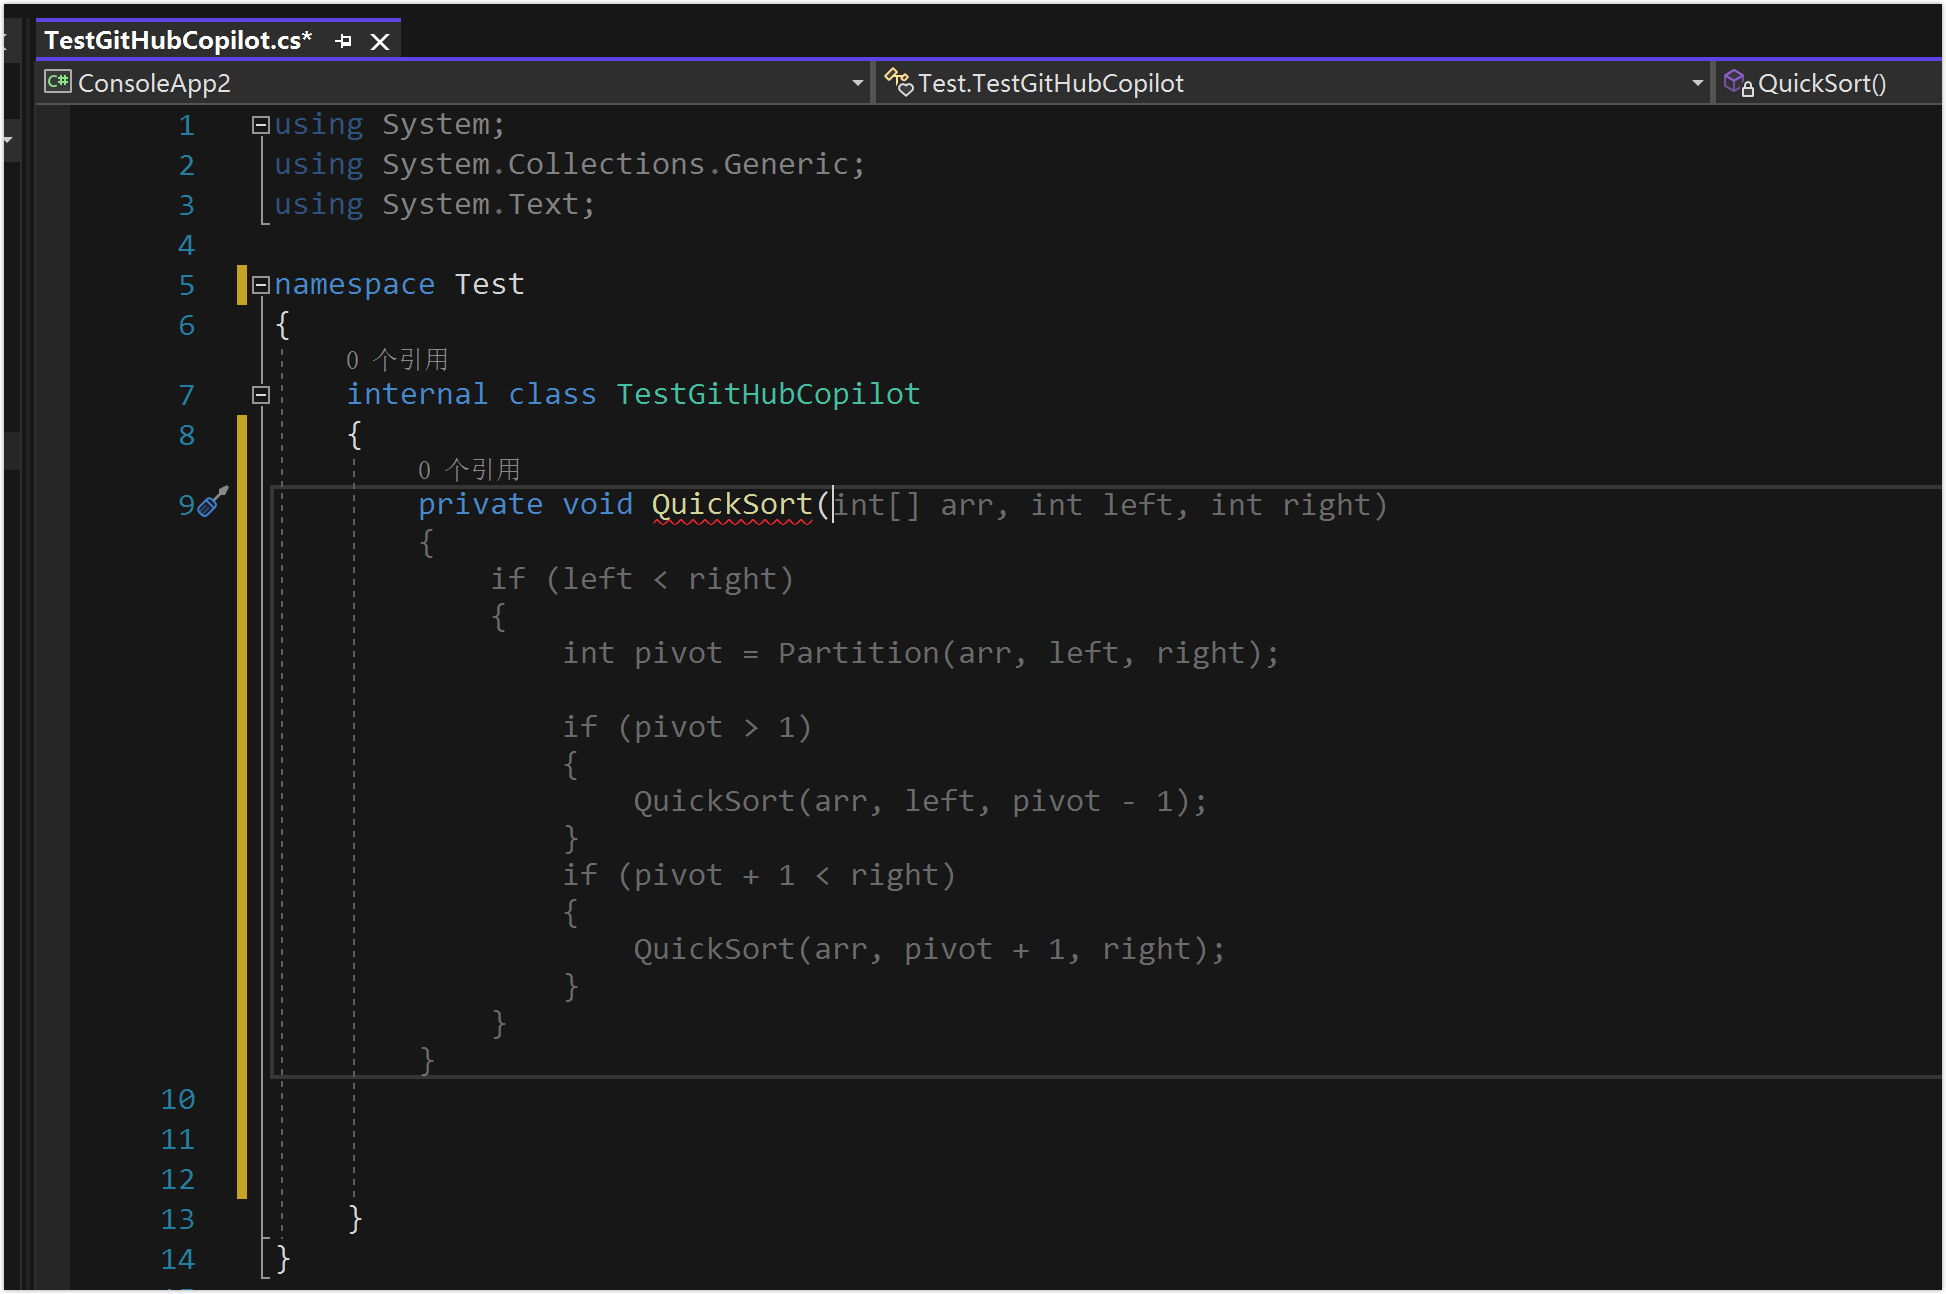 TestGitHubCopilot.cs*
C# ConsoleApp2 Test.TestGitHubCopilot QuickSort()
1 using System;
2 using System.Collections.Generic;
3 using System.Text;
4
5 namespace Test
6 {
0 个引用
7 internal class TestGitHubCopilot
8 {
0 个引用
9 private void QuickSort(int[] arr, int left, int right)
{
if (left < right)
{
int pivot = Partition(arr, left, right);
if (pivot > 1)
{
QuickSort(arr, left, pivot - 1);
}
if (pivot + 1 < right)
{
QuickSort(arr, pivot + 1, right);
}
}
}
10
11
12
13 }
14 }